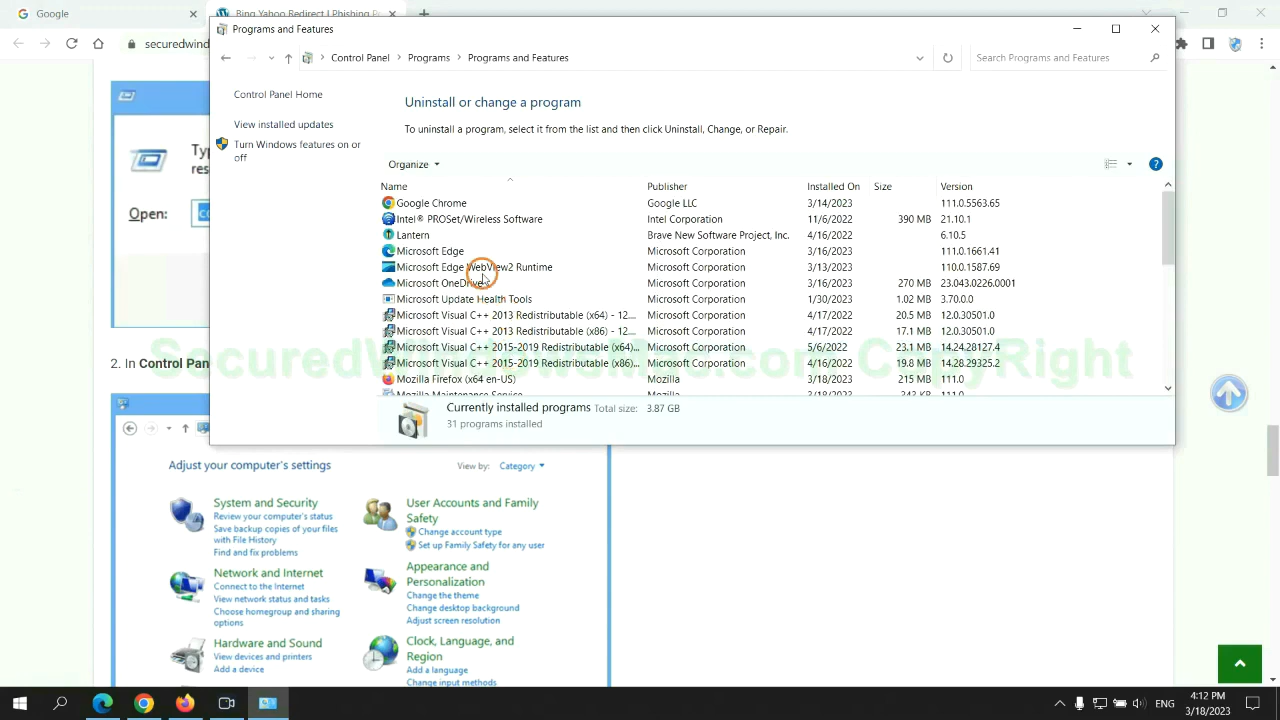 Google
Bing Yahoo Redirect | Phishing P
Programs and Features
securedwind
Control Panel
Programs
Programs and Features
Search Programs and Features
Control Panel Home
View installed updates
Turn Windows features on or
off
Uninstall or change a program
To uninstall a program, select it from the list and then click Uninstall, Change, or Repair.
Organize
Name Publisher Installed On Size Version
Google Chrome Google LLC 3/14/2023 111.0.5563.65
Intel® PROSet/Wireless Software Intel Corporation 11/6/2022 390 MB 21.10.1
Lantern Brave New Software Project, Inc. 4/16/2022 6.10.5
Microsoft Edge Microsoft Corporation 3/16/2023 111.0.1661.41
Microsoft Edge WebView2 Runtime Microsoft Corporation 3/13/2023 110.0.1587.69
Microsoft OneDrive Microsoft Corporation 3/16/2023 270 MB 23.043.0226.0001
Microsoft Update Health Tools Microsoft Corporation 1/30/2023 1.02 MB 3.70.0.0
Microsoft Visual C++ 2013 Redistributable (x64) - 12.... Microsoft Corporation 4/17/2022 20.5 MB 12.0.30501.0
Microsoft Visual C++ 2013 Redistributable (x86) - 12.... Microsoft Corporation 4/17/2022 17.1 MB 12.0.30501.0
Microsoft Visual C++ 2015-2019 Redistributable (x64)... Microsoft Corporation 5/6/2022 23.1 MB 14.24.28127.4
Microsoft Visual C++ 2015-2019 Redistributable (x86)... Microsoft Corporation 4/16/2022 19.8 MB 14.28.29325.2
Mozilla Firefox (x64 en-US) Mozilla 3/18/2023 215 MB 111.0
Mozilla Maintenance Service Mozilla 3/18/2023 343 KB 111.0
Currently installed programs Total size: 3.87 GB
31 programs installed
Ty
res
Open: co
2. In Control Pan
Adjust your computer's settings
View by: Category
System and Security
Review your computer's status
Save backup copies of your files
with File History
Find and fix problems
Network and Internet
Connect to the Internet
View network status and tasks
Choose homegroup and sharing
options
Hardware and Sound
View devices and printers
Add a device
User Accounts and Family
Safety
Change account type
Set up Family Safety for any user
Appearance and
Personalization
Change the theme
Change desktop background
Adjust screen resolution
Clock, Language, and
Region
Add a language
Change input methods
ENG
4:12 PM
3/18/2023